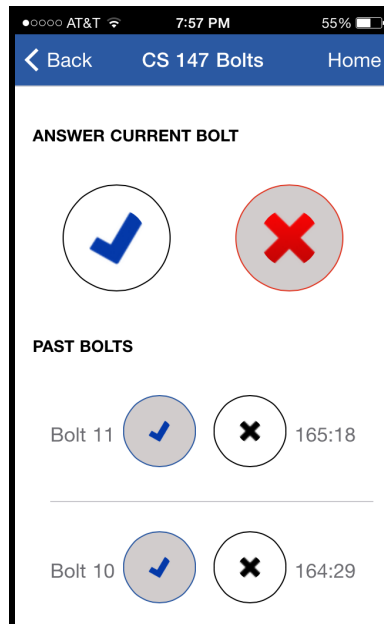 AT&T 7:57 PM 55%
Back CS 147 Bolts Home
ANSWER CURRENT BOLT
PAST BOLTS
Bolt 11 165:18
Bolt 10 164:29